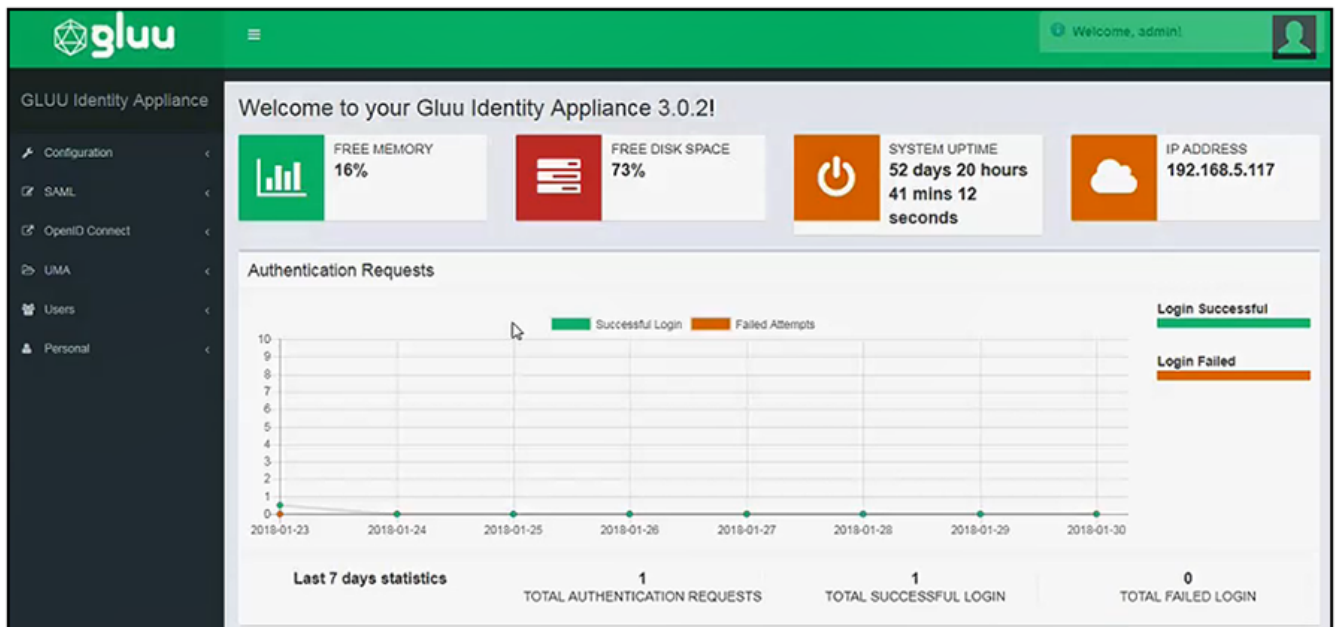 gluu
Welcome, admin!
GLUU Identity Appliance
Configuration
SAML
OpenID Connect
UMA
Users
Personal
Welcome to your Gluu Identity Appliance 3.0.2!
FREE MEMORY
16%
FREE DISK SPACE
73%
SYSTEM UPTIME
52 days 20 hours
41 mins 12
seconds
IP ADDRESS
192.168.5.117
Authentication Requests
Successful Login
Failed Attempts
Login Successful
Login Failed
10
9
8
7
6
5
4
3
2
1
0
2018-01-23
2018-01-24
2018-01-25
2018-01-26
2018-01-27
2018-01-28
2018-01-29
2018-01-30
Last 7 days statistics
1
TOTAL AUTHENTICATION REQUESTS
1
TOTAL SUCCESSFUL LOGIN
0
TOTAL FAILED LOGIN